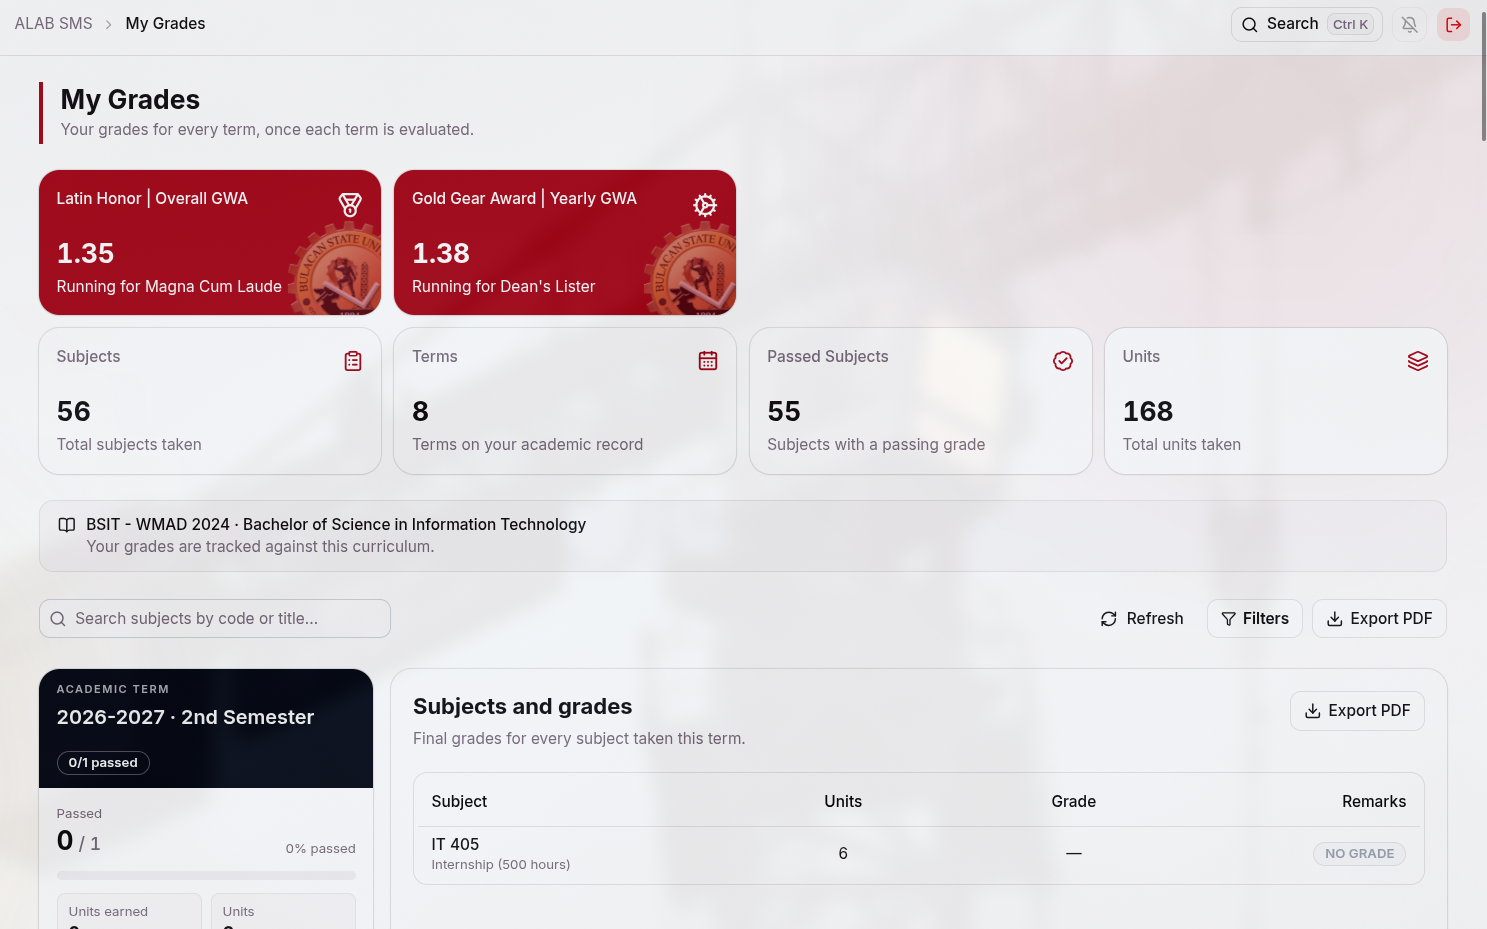 ALAB SMS > My Grades
Search Ctrl K
My Grades
Your grades for every term, once each term is evaluated.
Latin Honor | Overall GWA
1.35
Running for Magna Cum Laude
BULACAN STATE UNI
Gold Gear Award | Yearly GWA
1.38
Running for Dean's Lister
BULACAN STATE UNI
Subjects
56
Total subjects taken
Terms
8
Terms on your academic record
Passed Subjects
55
Subjects with a passing grade
Units
168
Total units taken
BSIT - WMAD 2024 · Bachelor of Science in Information Technology
Your grades are tracked against this curriculum.
Search subjects by code or title...
Refresh
Filters
Export PDF
ACADEMIC TERM
2026-2027 · 2nd Semester
0/1 passed
Passed
0 / 1
0% passed
Units earned
Units
Subjects and grades
Final grades for every subject taken this term.
Export PDF
Subject Units Grade Remarks
IT 405
Internship (500 hours)
6 — NO GRADE